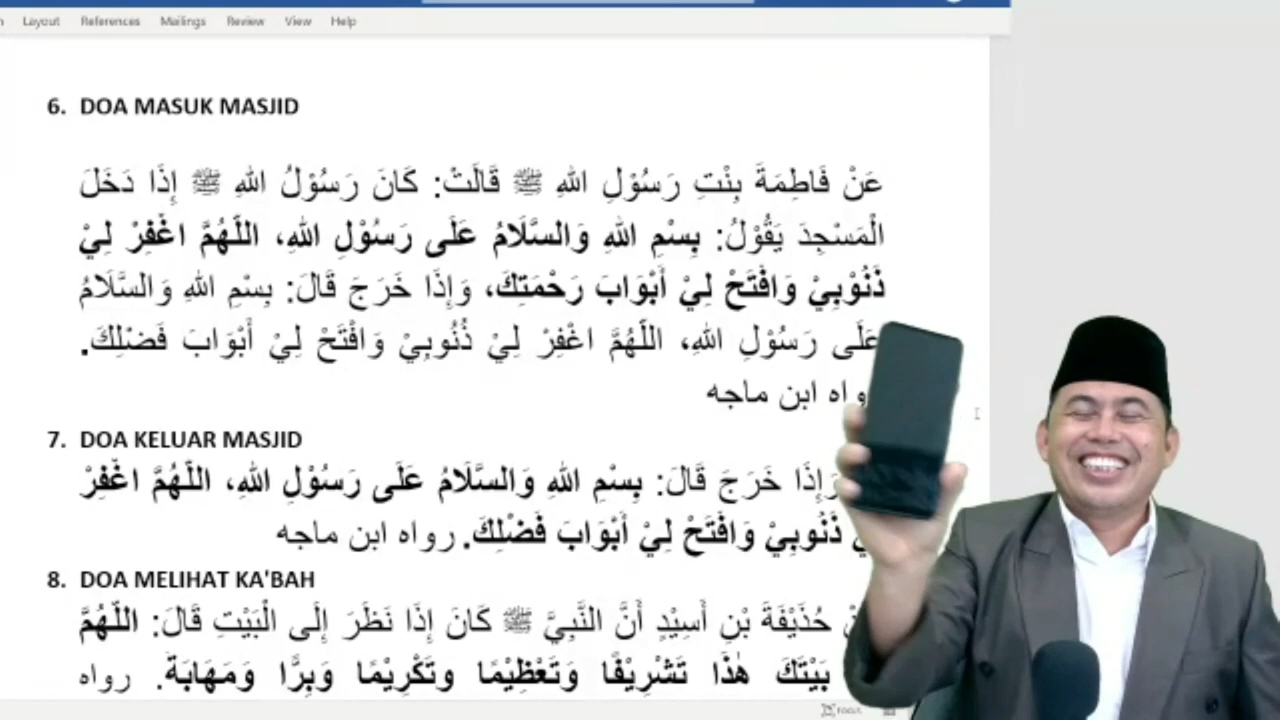 Layout References Mailings Review View Help
6. DOA MASUK MASJID
عَنْ فَاطِمَةَ بِنْتِ رَسُوْلِ اللهِ ﷺ قَالَتْ: كَانَ رَسُوْلُ اللهِ ﷺ إِذَا دَخَلَ
الْمَسْجِدَ يَقُوْلُ: بِسْمِ اللهِ وَالسَّلَامُ عَلَى رَسُوْلِ اللهِ، اللّٰهُمَّ اغْفِرْ لِيْ
ذُنُوْبِيْ وَافْتَحْ لِيْ أَبْوَابَ رَحْمَتِكَ، وَإِذَا خَرَجَ قَالَ: بِسْمِ اللهِ وَالسَّلَامُ
عَلَى رَسُوْلِ اللهِ، اللّٰهُمَّ اغْفِرْ لِيْ ذُنُوبِيْ وَافْتَحْ لِيْ أَبْوَابَ فَضْلِكَ.
رواه ابن ماجه
7. DOA KELUAR MASJID
وَإِذَا خَرَجَ قَالَ: بِسْمِ اللهِ وَالسَّلَامُ عَلَى رَسُوْلِ اللهِ، اللّٰهُمَّ اغْفِرْ
ذُنُوبِيْ وَافْتَحْ لِيْ أَبْوَابَ فَضْلِكَ. رواه ابن ماجه
8. DOA MELIHAT KA'BAH
حُذَيْفَةَ بْنِ أَسِيْدٍ أَنَّ النَّبِيَّ ﷺ كَانَ إِذَا نَظَرَ إِلَى الْبَيْتِ قَالَ: اللّٰهُمَّ
بَيْتَكَ هٰذَا تَشْرِيْفًا وَتَعْظِيْمًا وتَكْرِيْمًا وَبِرًّا وَمَهَابَةً. رواه
Focus